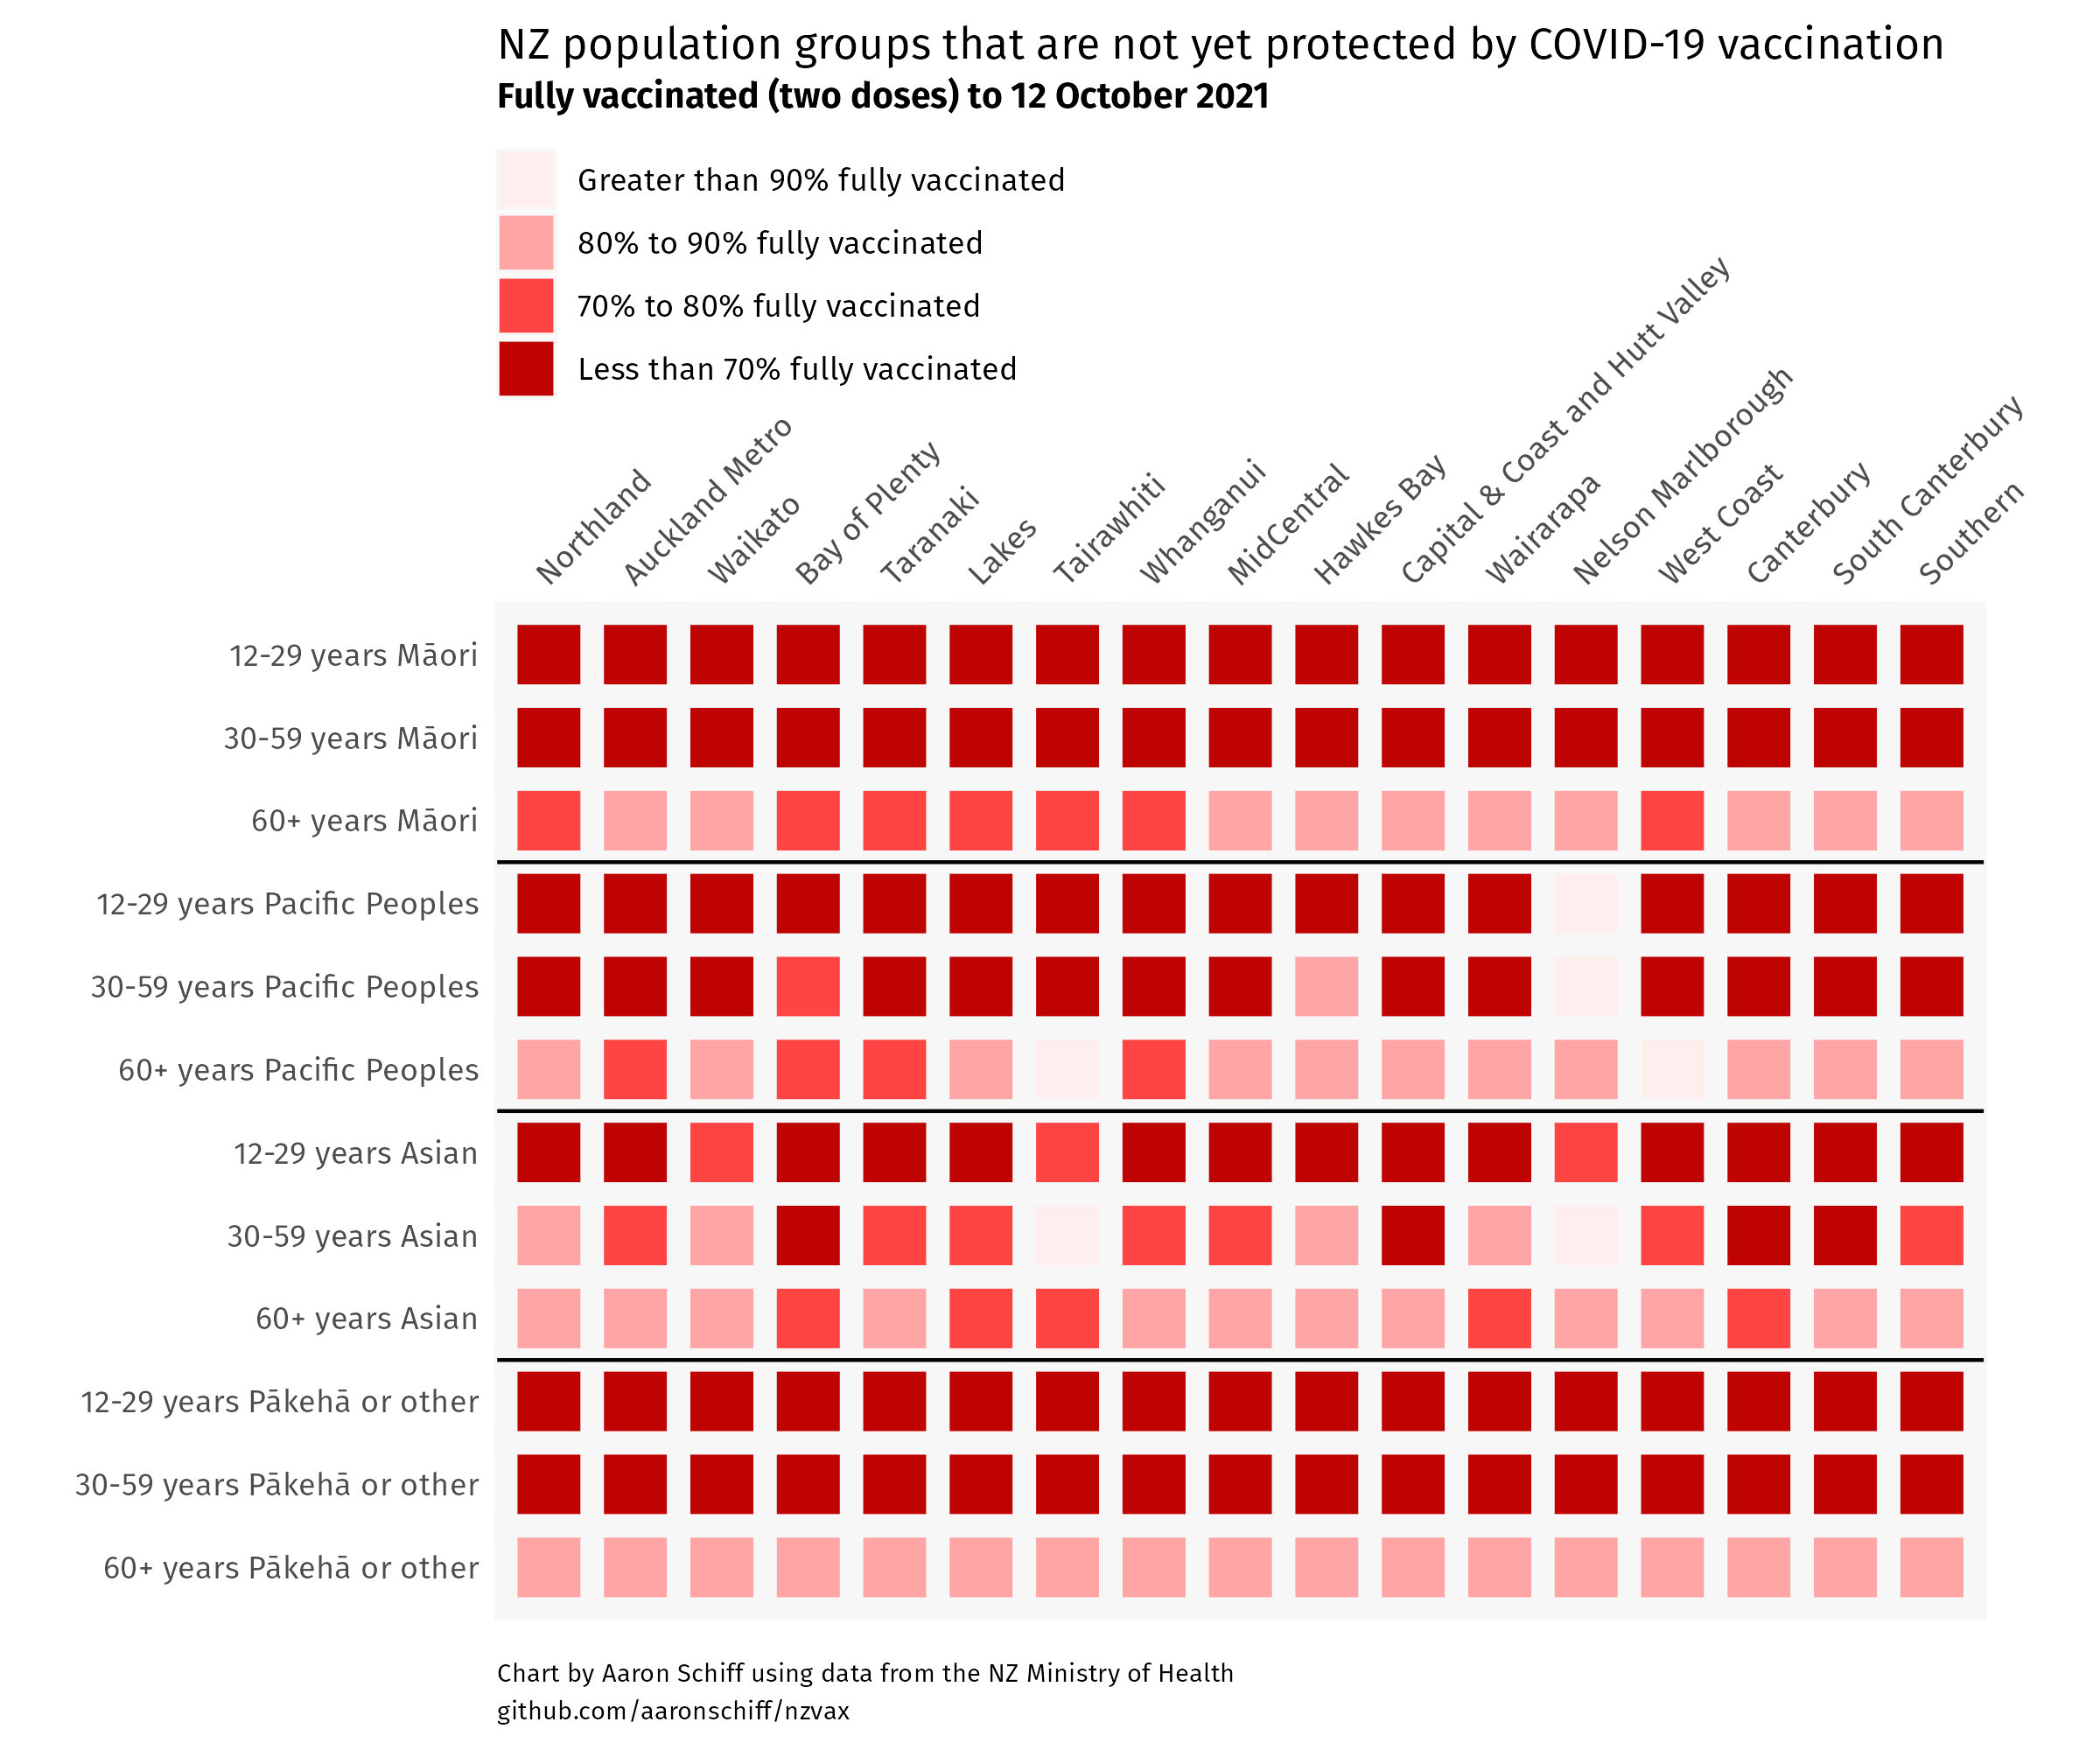 NZ population groups that are not yet protected by COVID-19 vaccination
Fully vaccinated (two doses) to 12 October 2021
Greater than 90% fully vaccinated
80% to 90% fully vaccinated
70% to 80% fully vaccinated
Less than 70% fully vaccinated
Northland
Auckland Metro
Waikato
Bay of Plenty
Taranaki
Lakes
Tairawhiti
Whanganui
MidCentral
Hawkes Bay
Capital & Coast and Hutt Valley
Wairarapa
Nelson Marlborough
West Coast
Canterbury
South Canterbury
Southern
12-29 years Māori
30-59 years Māori
60+ years Māori
12-29 years Pacific Peoples
30-59 years Pacific Peoples
60+ years Pacific Peoples
12-29 years Asian
30-59 years Asian
60+ years Asian
12-29 years Pākehā or other
30-59 years Pākehā or other
60+ years Pākehā or other
Chart by Aaron Schiff using data from the NZ Ministry of Health
github.com/aaronschiff/nzvax